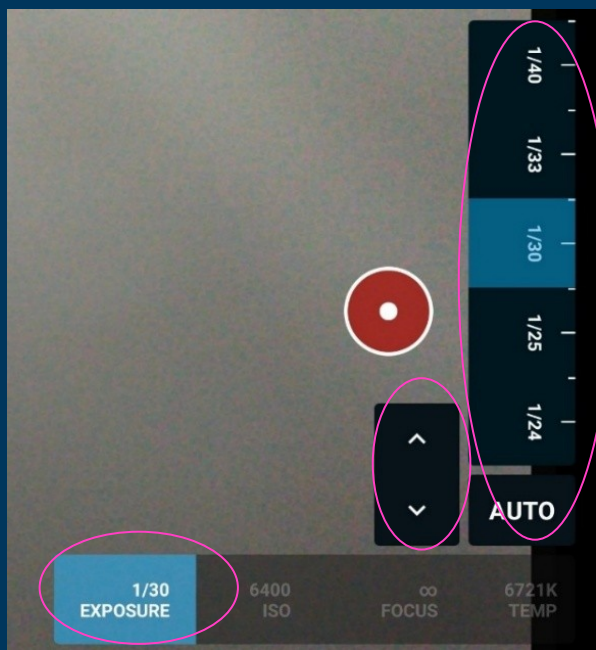 1/40
1/33
1/30
1/25
1/24
AUTO
1/30
EXPOSURE
6400
ISO
∞
FOCUS
6721K
TEMP